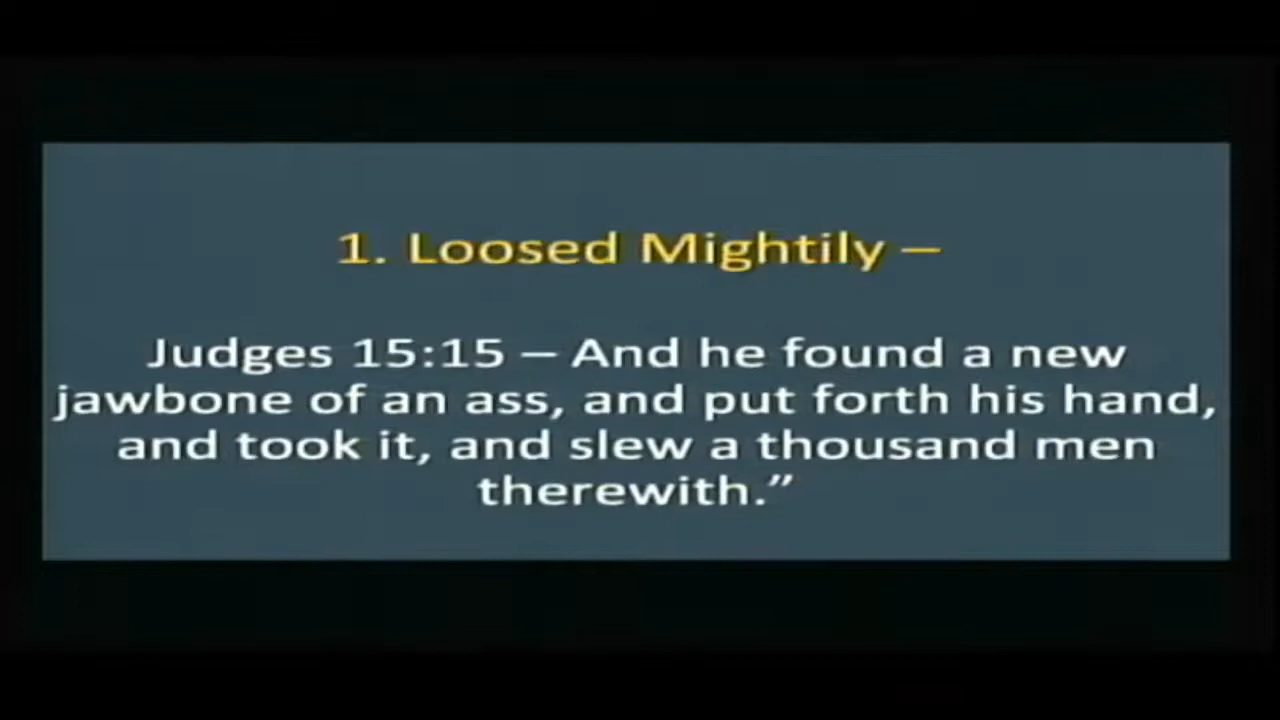 1. Loosed Mightily –
Judges 15:15 – And he found a new
jawbone of an ass, and put forth his hand,
and took it, and slew a thousand men
therewith.”